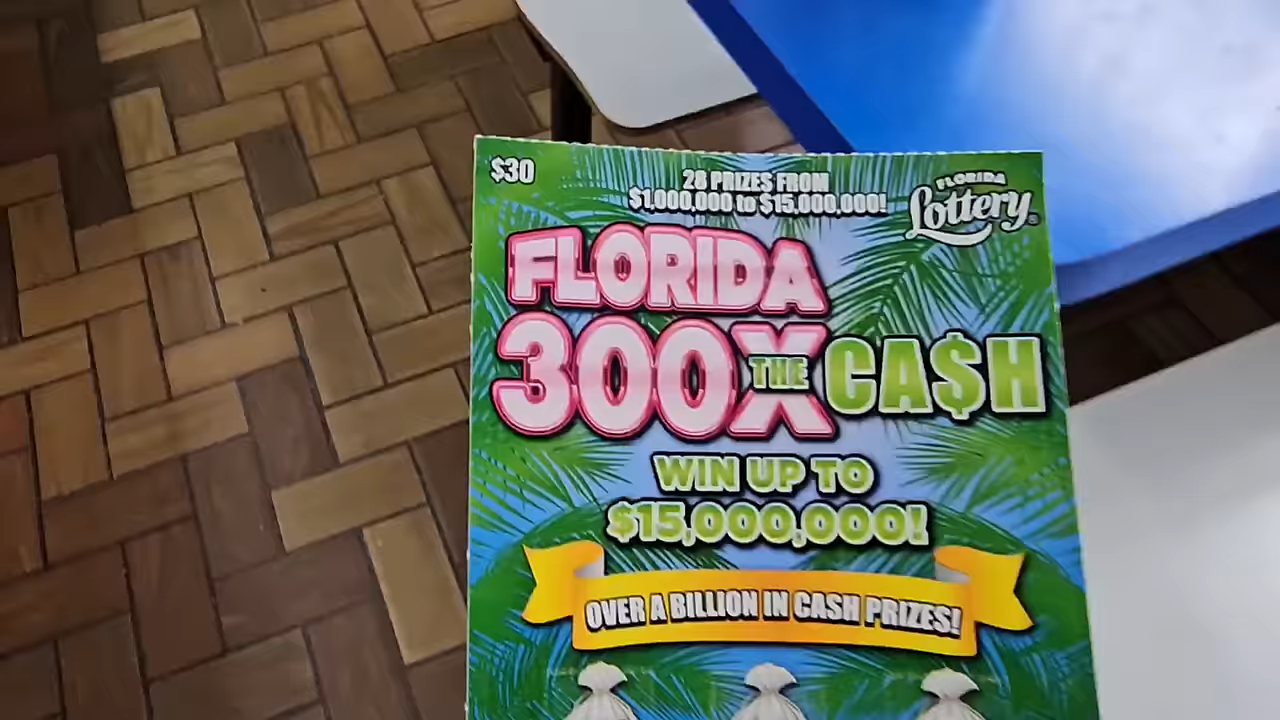 $30
28 PRIZES FROM
$1,000,000 to $15,000,000!
FLORIDA
Lottery®
FLORIDA
300X THE CA$H
WIN UP TO
$15,000,000!
OVER A BILLION IN CASH PRIZES!